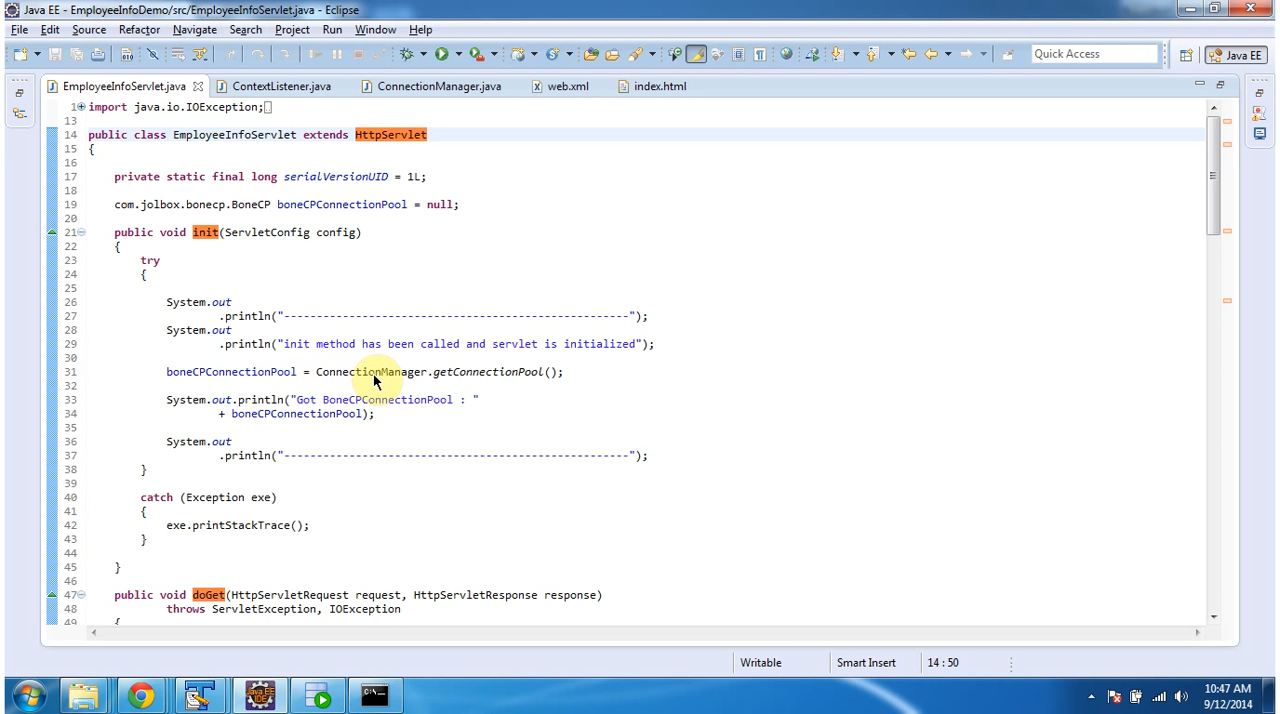 Java EE - EmployeeInfoDemo/src/EmployeeInfoServlet.java - Eclipse
File Edit Source Refactor Navigate Search Project Run Window Help
Quick Access
Java EE
EmployeeInfoServlet.java ContextListener.java ConnectionManager.java web.xml index.html
1 import java.io.IOException;
13
14 public class EmployeeInfoServlet extends HttpServlet
15 {
16
17 private static final long serialVersionUID = 1L;
18
19 com.jolbox.bonecp.BoneCP boneCPConnectionPool = null;
20
21 public void init(ServletConfig config)
22 {
23 try
24 {
25
26 System.out
27 .println("-----------------------------------------------------");
28 System.out
29 .println("init method has been called and servlet is initialized");
30
31 boneCPConnectionPool = ConnectionManager.getConnectionPool();
32
33 System.out.println("Got BoneCPConnectionPool : "
34 + boneCPConnectionPool);
35
36 System.out
37 .println("-----------------------------------------------------");
38 }
39
40 catch (Exception exe)
41 {
42 exe.printStackTrace();
43 }
44
45 }
46
47 public void doGet(HttpServletRequest request, HttpServletResponse response)
48 throws ServletException, IOException
49 {
Writable Smart Insert 14 : 50
10:47 AM
9/12/2014